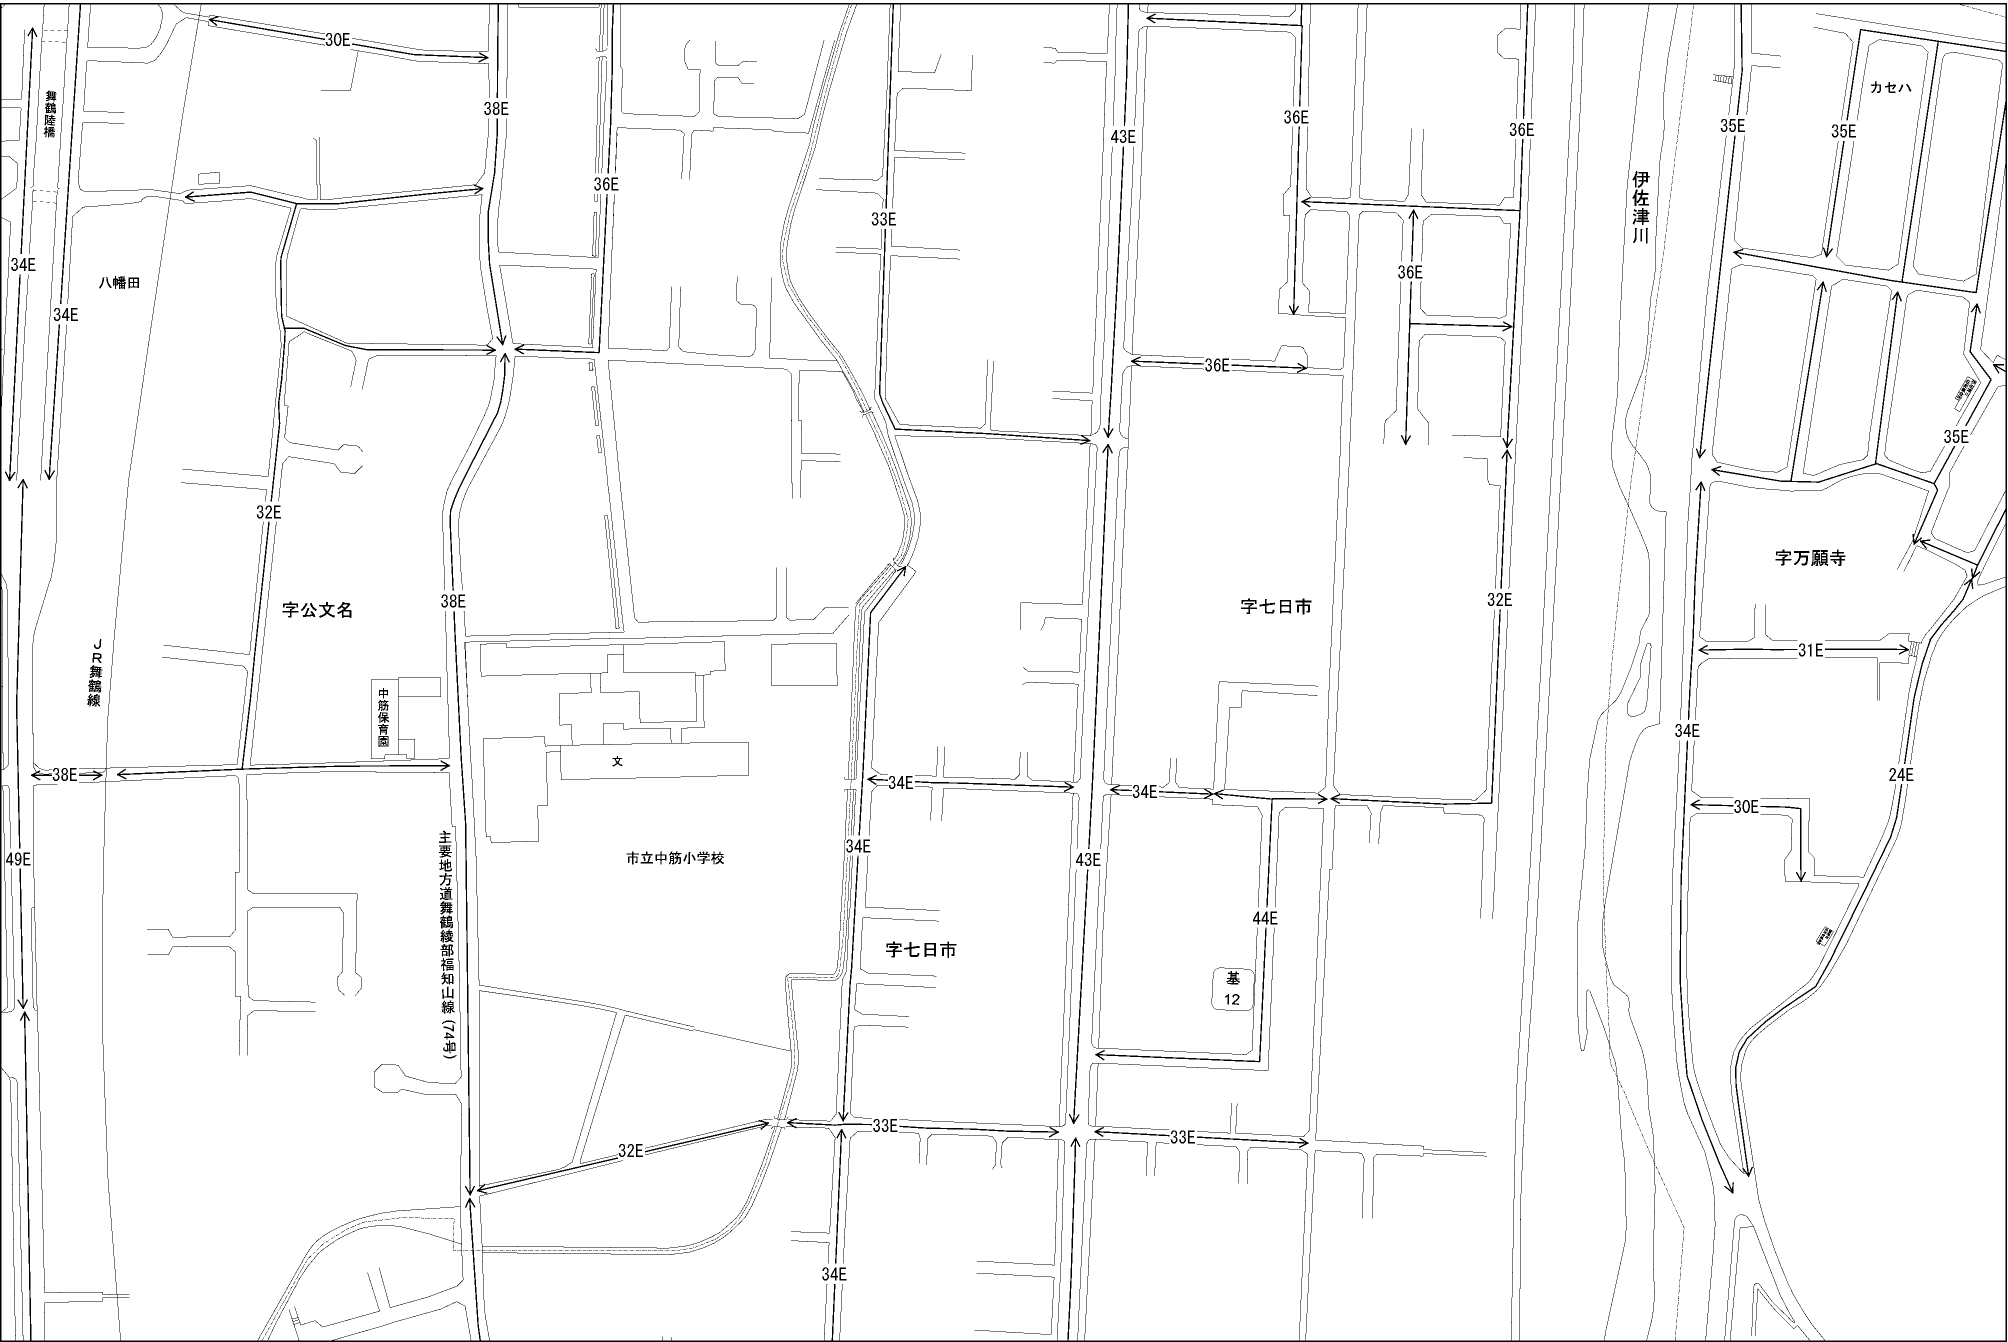 30E
舞鶴陸橋
38E
43E
36E
36E
35E
35E
カセハ
36E
33E
伊佐津川
34E
八幡田
34E
36E
36E
35E
32E
字公文名
38E
字七日市
32E
字万願寺
31E
JR舞鶴線
中筋保育園
文
34E
38E
34E
34E
24E
30E
49E
主要地方道舞鶴綾部福知山線(74号)
市立中筋小学校
34E
43E
44E
字七日市
基
12
32E
33E
33E
34E